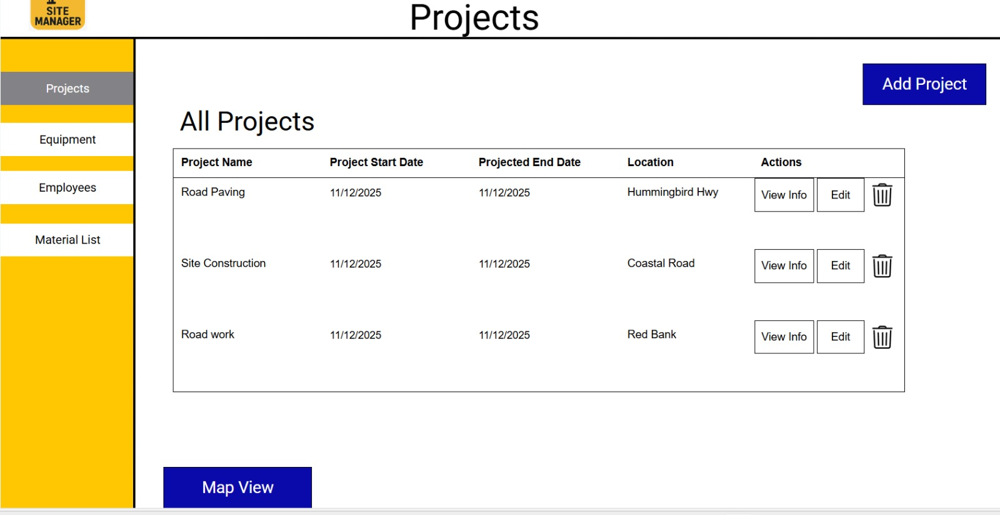 SITE
MANAGER
Projects
Projects
Equipment
Employees
Material List
Add Project
All Projects
Project Name Project Start Date Projected End Date Location Actions
Road Paving 11/12/2025 11/12/2025 Hummingbird Hwy View Info Edit
Site Construction 11/12/2025 11/12/2025 Coastal Road View Info Edit
Road work 11/12/2025 11/12/2025 Red Bank View Info Edit
Map View